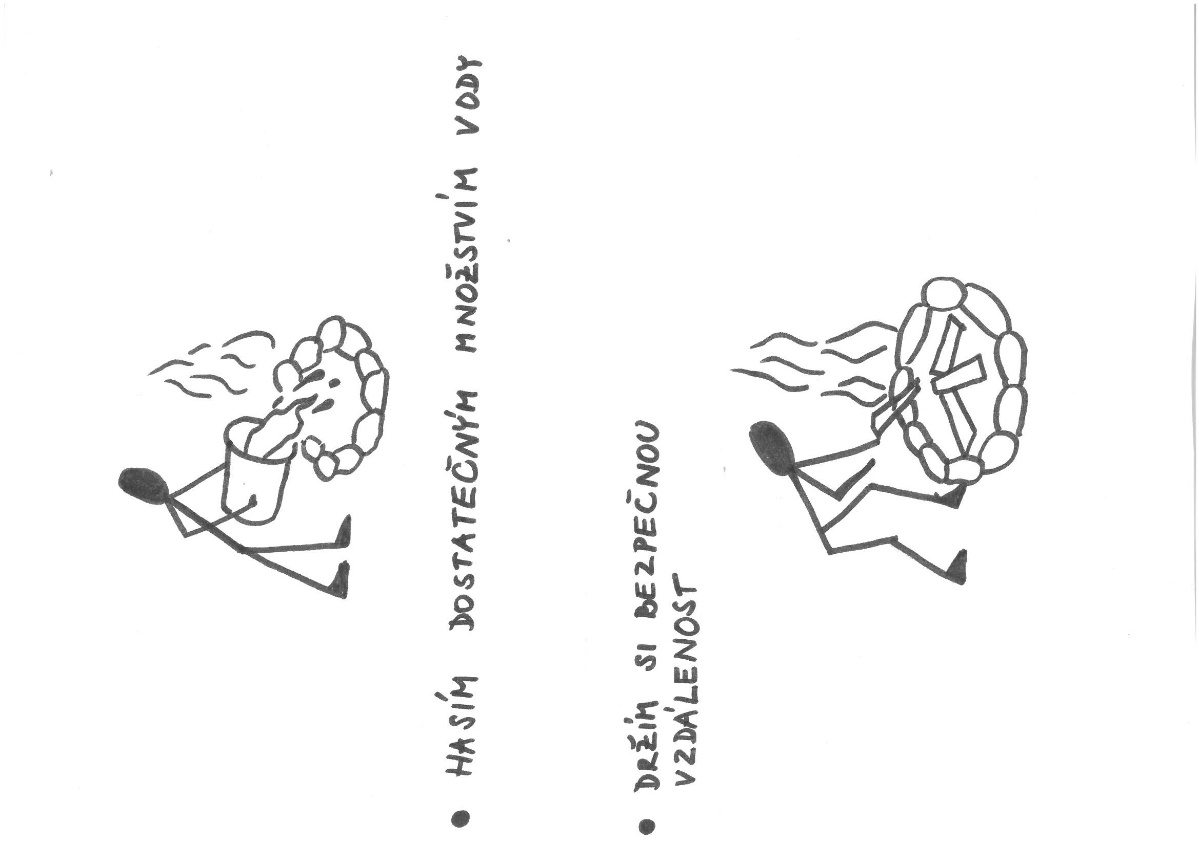 • HASÍM DOSTATEČNÝM MNOŽSTVÍM VODY
• DRŽÍM SI BEZPEČNOU
VZDÁLENOST